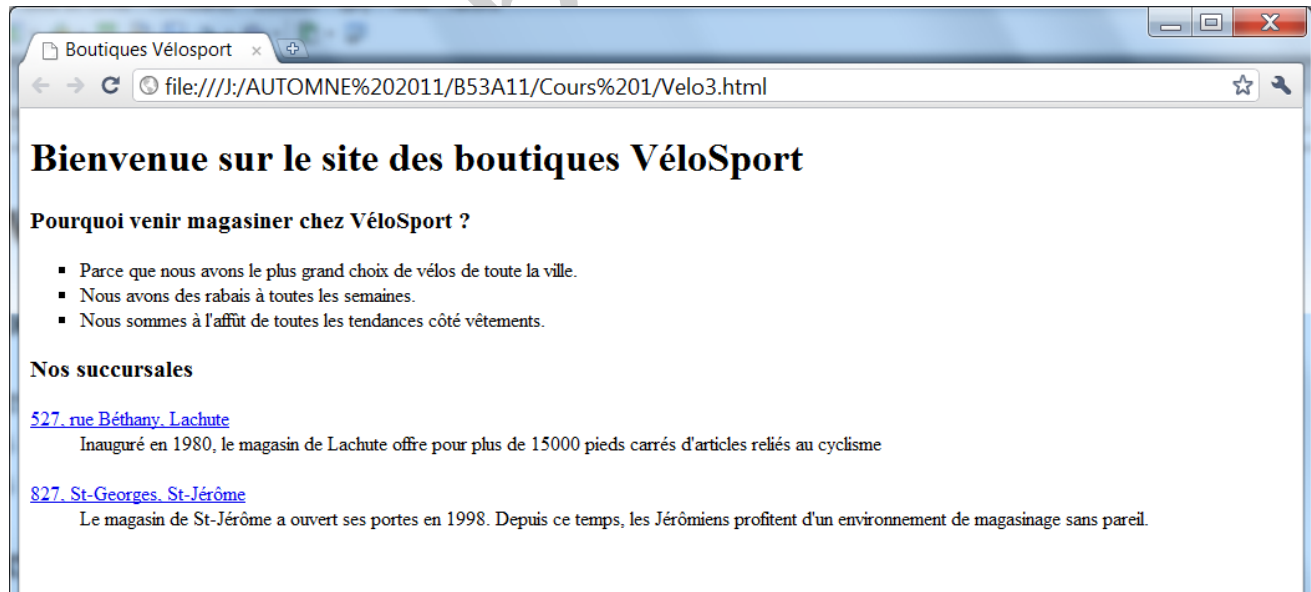 Boutiques Vélosport
file:///J:/AUTOMNE%202011/B53A11/Cours%201/Velo3.html
Bienvenue sur le site des boutiques VéloSport
Pourquoi venir magasiner chez VéloSport ?
Parce que nous avons le plus grand choix de vélos de toute la ville.
Nous avons des rabais à toutes les semaines.
Nous sommes à l'affût de toutes les tendances côté vêtements.
Nos succursales
527, rue Béthany, Lachute
Inauguré en 1980, le magasin de Lachute offre pour plus de 15000 pieds carrés d'articles reliés au cyclisme
827, St-Georges, St-Jérôme
Le magasin de St-Jérôme a ouvert ses portes en 1998. Depuis ce temps, les Jérômiens profitent d'un environnement de magasinage sans pareil.